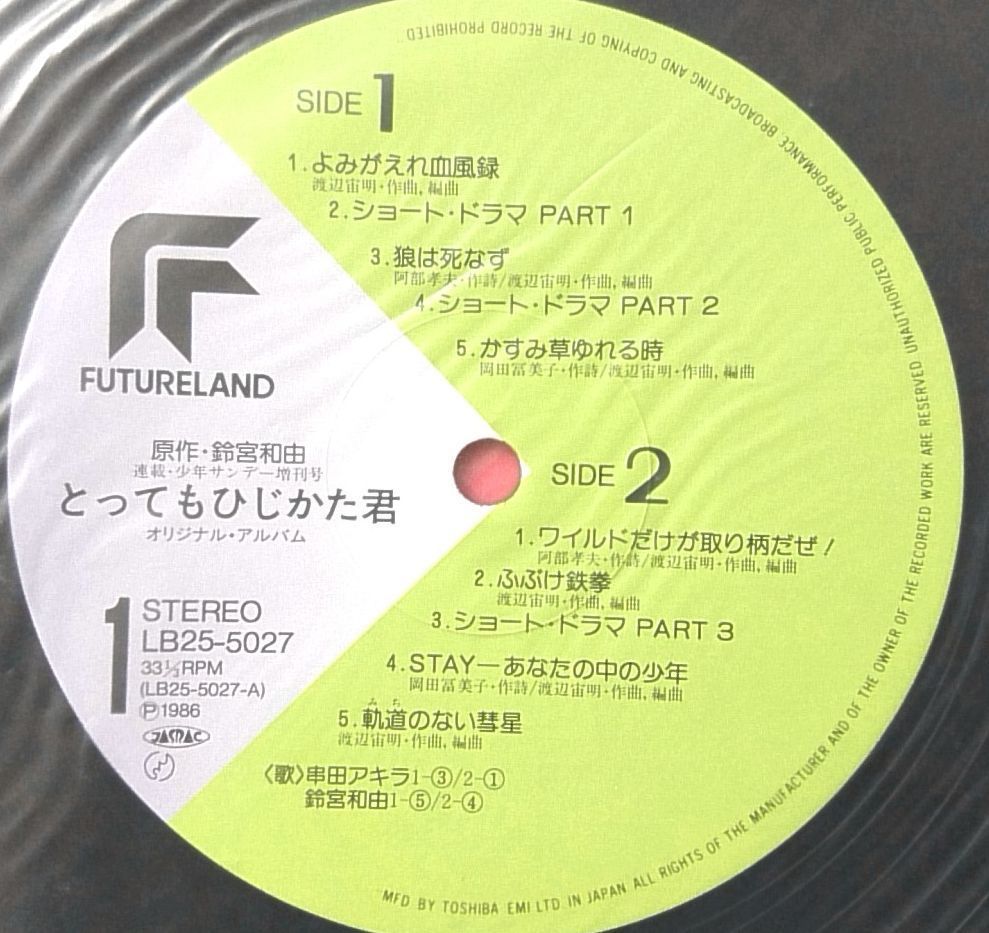 SIDE 1
1.よみがえれ血風録
渡辺宙明・作曲, 編曲
2.ショート・ドラマ PART 1
3.狼は死なず
阿部孝夫・作詩/渡辺宙明・作曲, 編曲
4.ショート・ドラマ PART 2
5.かすみ草ゆれる時
岡田冨美子・作詩/渡辺宙明・作曲, 編曲
FUTURELAND
原作・鈴宮和由
連載・少年サンデー増刊号
とってもひじかた君
オリジナル・アルバム
1
STEREO
LB25-5027
33⅓RPM
(LB25-5027-A)
Ⓟ1986
JASRAC
SIDE 2
1.ワイルドだけが取り柄だぜ!
阿部孝夫・作詩/渡辺宙明・作曲, 編曲
2.ふぶけ鉄拳
渡辺宙明・作曲, 編曲
3.ショート・ドラマ PART 3
4.STAY—あなたの中の少年
岡田冨美子・作詩/渡辺宙明・作曲, 編曲
みち
5.軌道のない彗星
渡辺宙明・作曲, 編曲
〈歌〉串田アキラ1-③/2-①
鈴宮和由1-⑤/2-④
MFD BY TOSHIBA EMI LTD IN JAPAN ALL RIGHTS OF THE MANUFACTURER AND OF THE OWNER OF THE RECORDED WORK ARE RESERVED UNAUTHORIZED PUBLIC PERFORMANCE BROADCASTING AND COPYING OF THE RECORD PROHIBITED